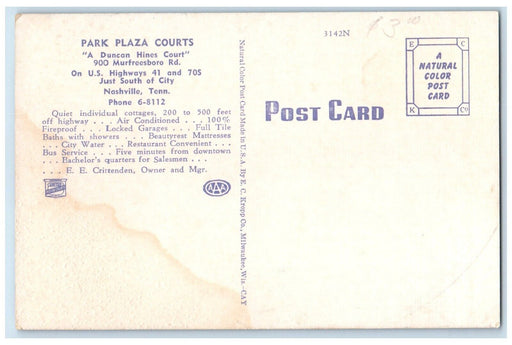 PARK PLAZA COURTS
"A Duncan Hines Court"
900 Murfreesboro Rd.
On U.S. Highways 41 and 70S
Just South of City
Nashville, Tenn.
Phone 6-8112
Quiet individual cottages, 200 to 500 feet
off highway . . . Air Conditioned . . . 100%
Fireproof . . . Locked Garages . . . Full Tile
Baths with showers . . . Beautyrest Mattresses
. . . City Water . . . Restaurant Convenient . . .
Bus Service . . . Five minutes from downtown
. . . Bachelor's quarters for Salesmen . . .
. . . E. E. Crittenden, Owner and Mgr.
AAA
Natural Color Post Card Made in U.S.A. By E. C. Kropp Co., Milwaukee, Wis.-CAY
3142N
POST CARD
E C
A
NATURAL
COLOR
POST
CARD
K Co